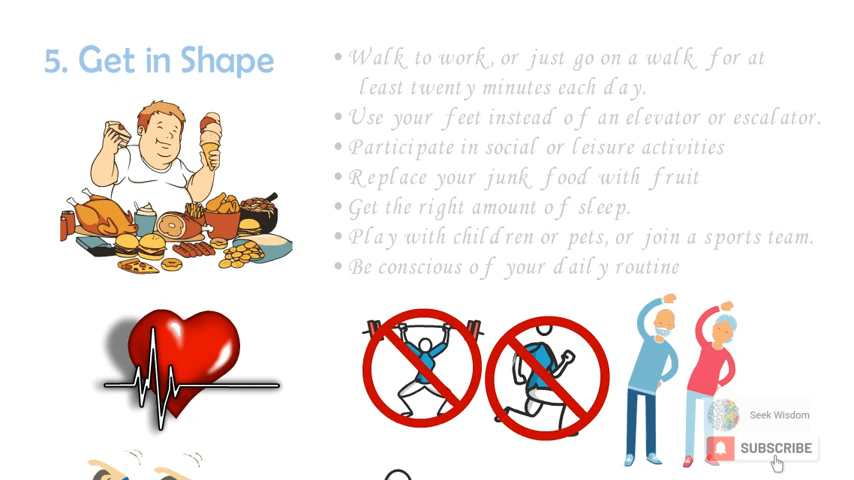 5. Get in Shape
• Walk to work, or just go on a walk for at
least twenty minutes each day.
• Use your feet instead of an elevator or escalator.
• Participate in social or leisure activities
• Replace your junk food with fruit
• Get the right amount of sleep.
• Play with children or pets, or join a sports team.
• Be conscious of your daily routine
Seek Wisdom
SUBSCRIBE